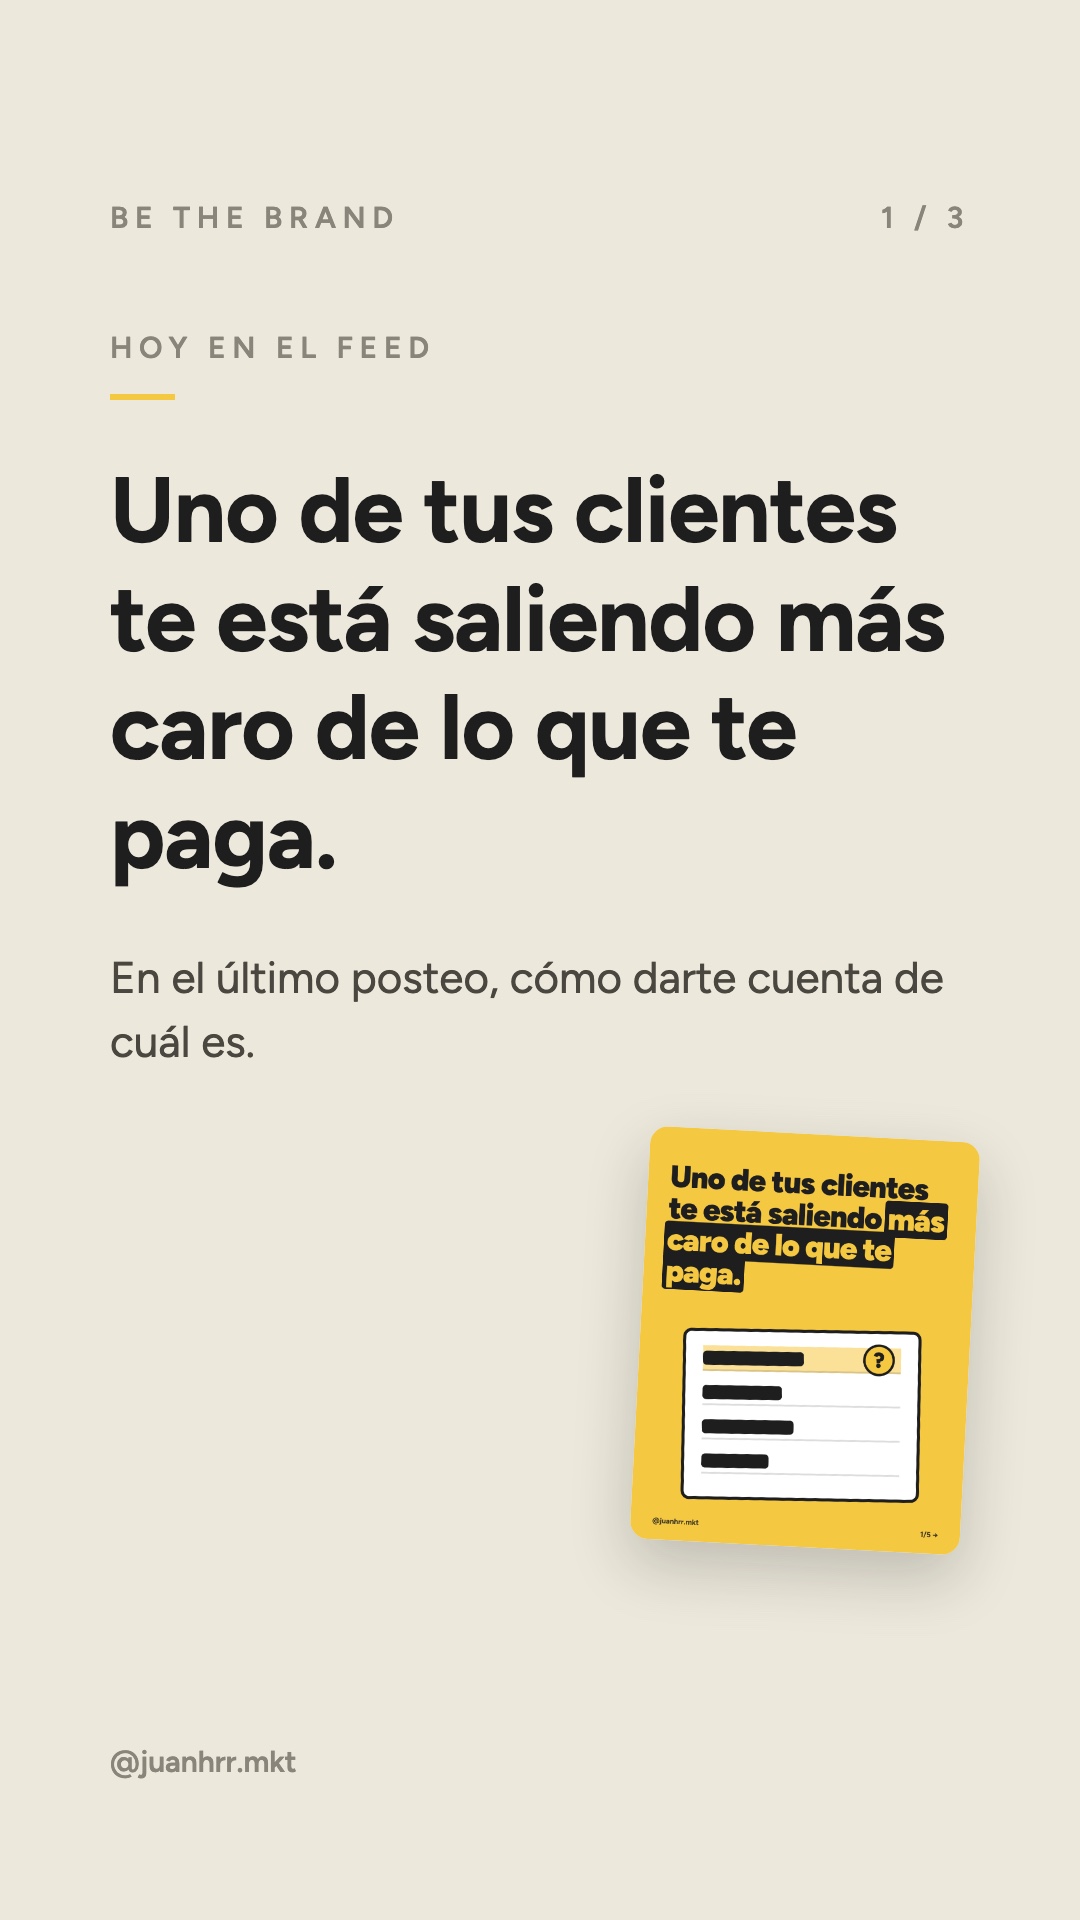 BE THE BRAND
1 / 3
HOY EN EL FEED
Uno de tus clientes
te está saliendo más
caro de lo que te
paga.
En el último posteo, cómo darte cuenta de
cuál es.
Uno de tus clientes
te está saliendo más
caro de lo que te
paga.
?
@juanhrr.mkt
1/5 →
@juanhrr.mkt